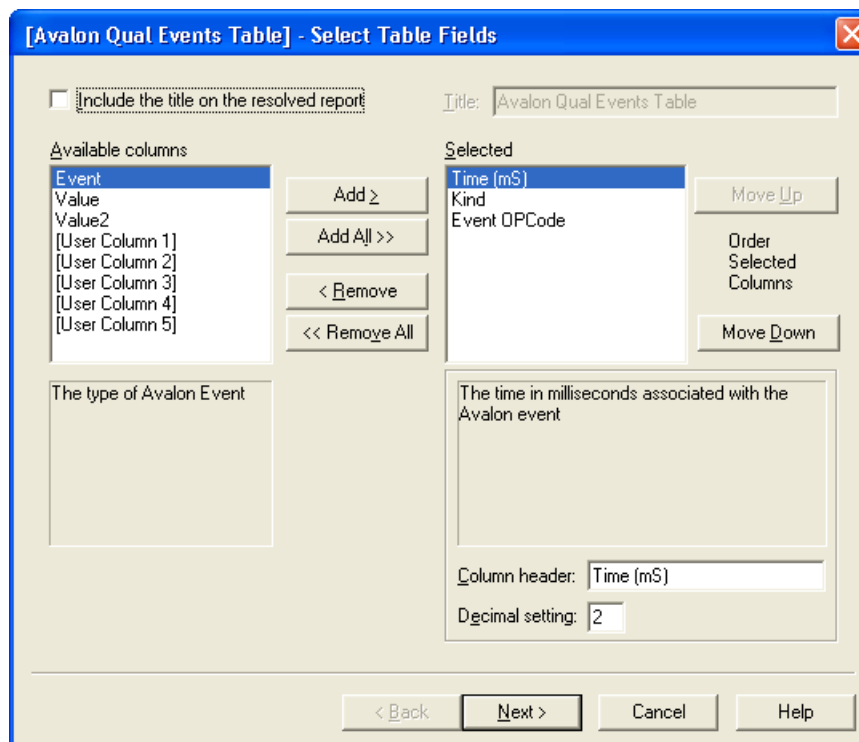 [Avalon Qual Events Table] - Select Table Fields
Include the title on the resolved report
Title: Avalon Qual Events Table
Available columns
Event
Value
Value2
[User Column 1]
[User Column 2]
[User Column 3]
[User Column 4]
[User Column 5]
Add >
Add All >>
< Remove
<< Remove All
Selected
Time (mS)
Kind
Event OPCode
Move Up
Order
Selected
Columns
Move Down
The type of Avalon Event
The time in milliseconds associated with the
Avalon event
Column header: Time (mS)
Decimal setting: 2
< Back
Next >
Cancel
Help